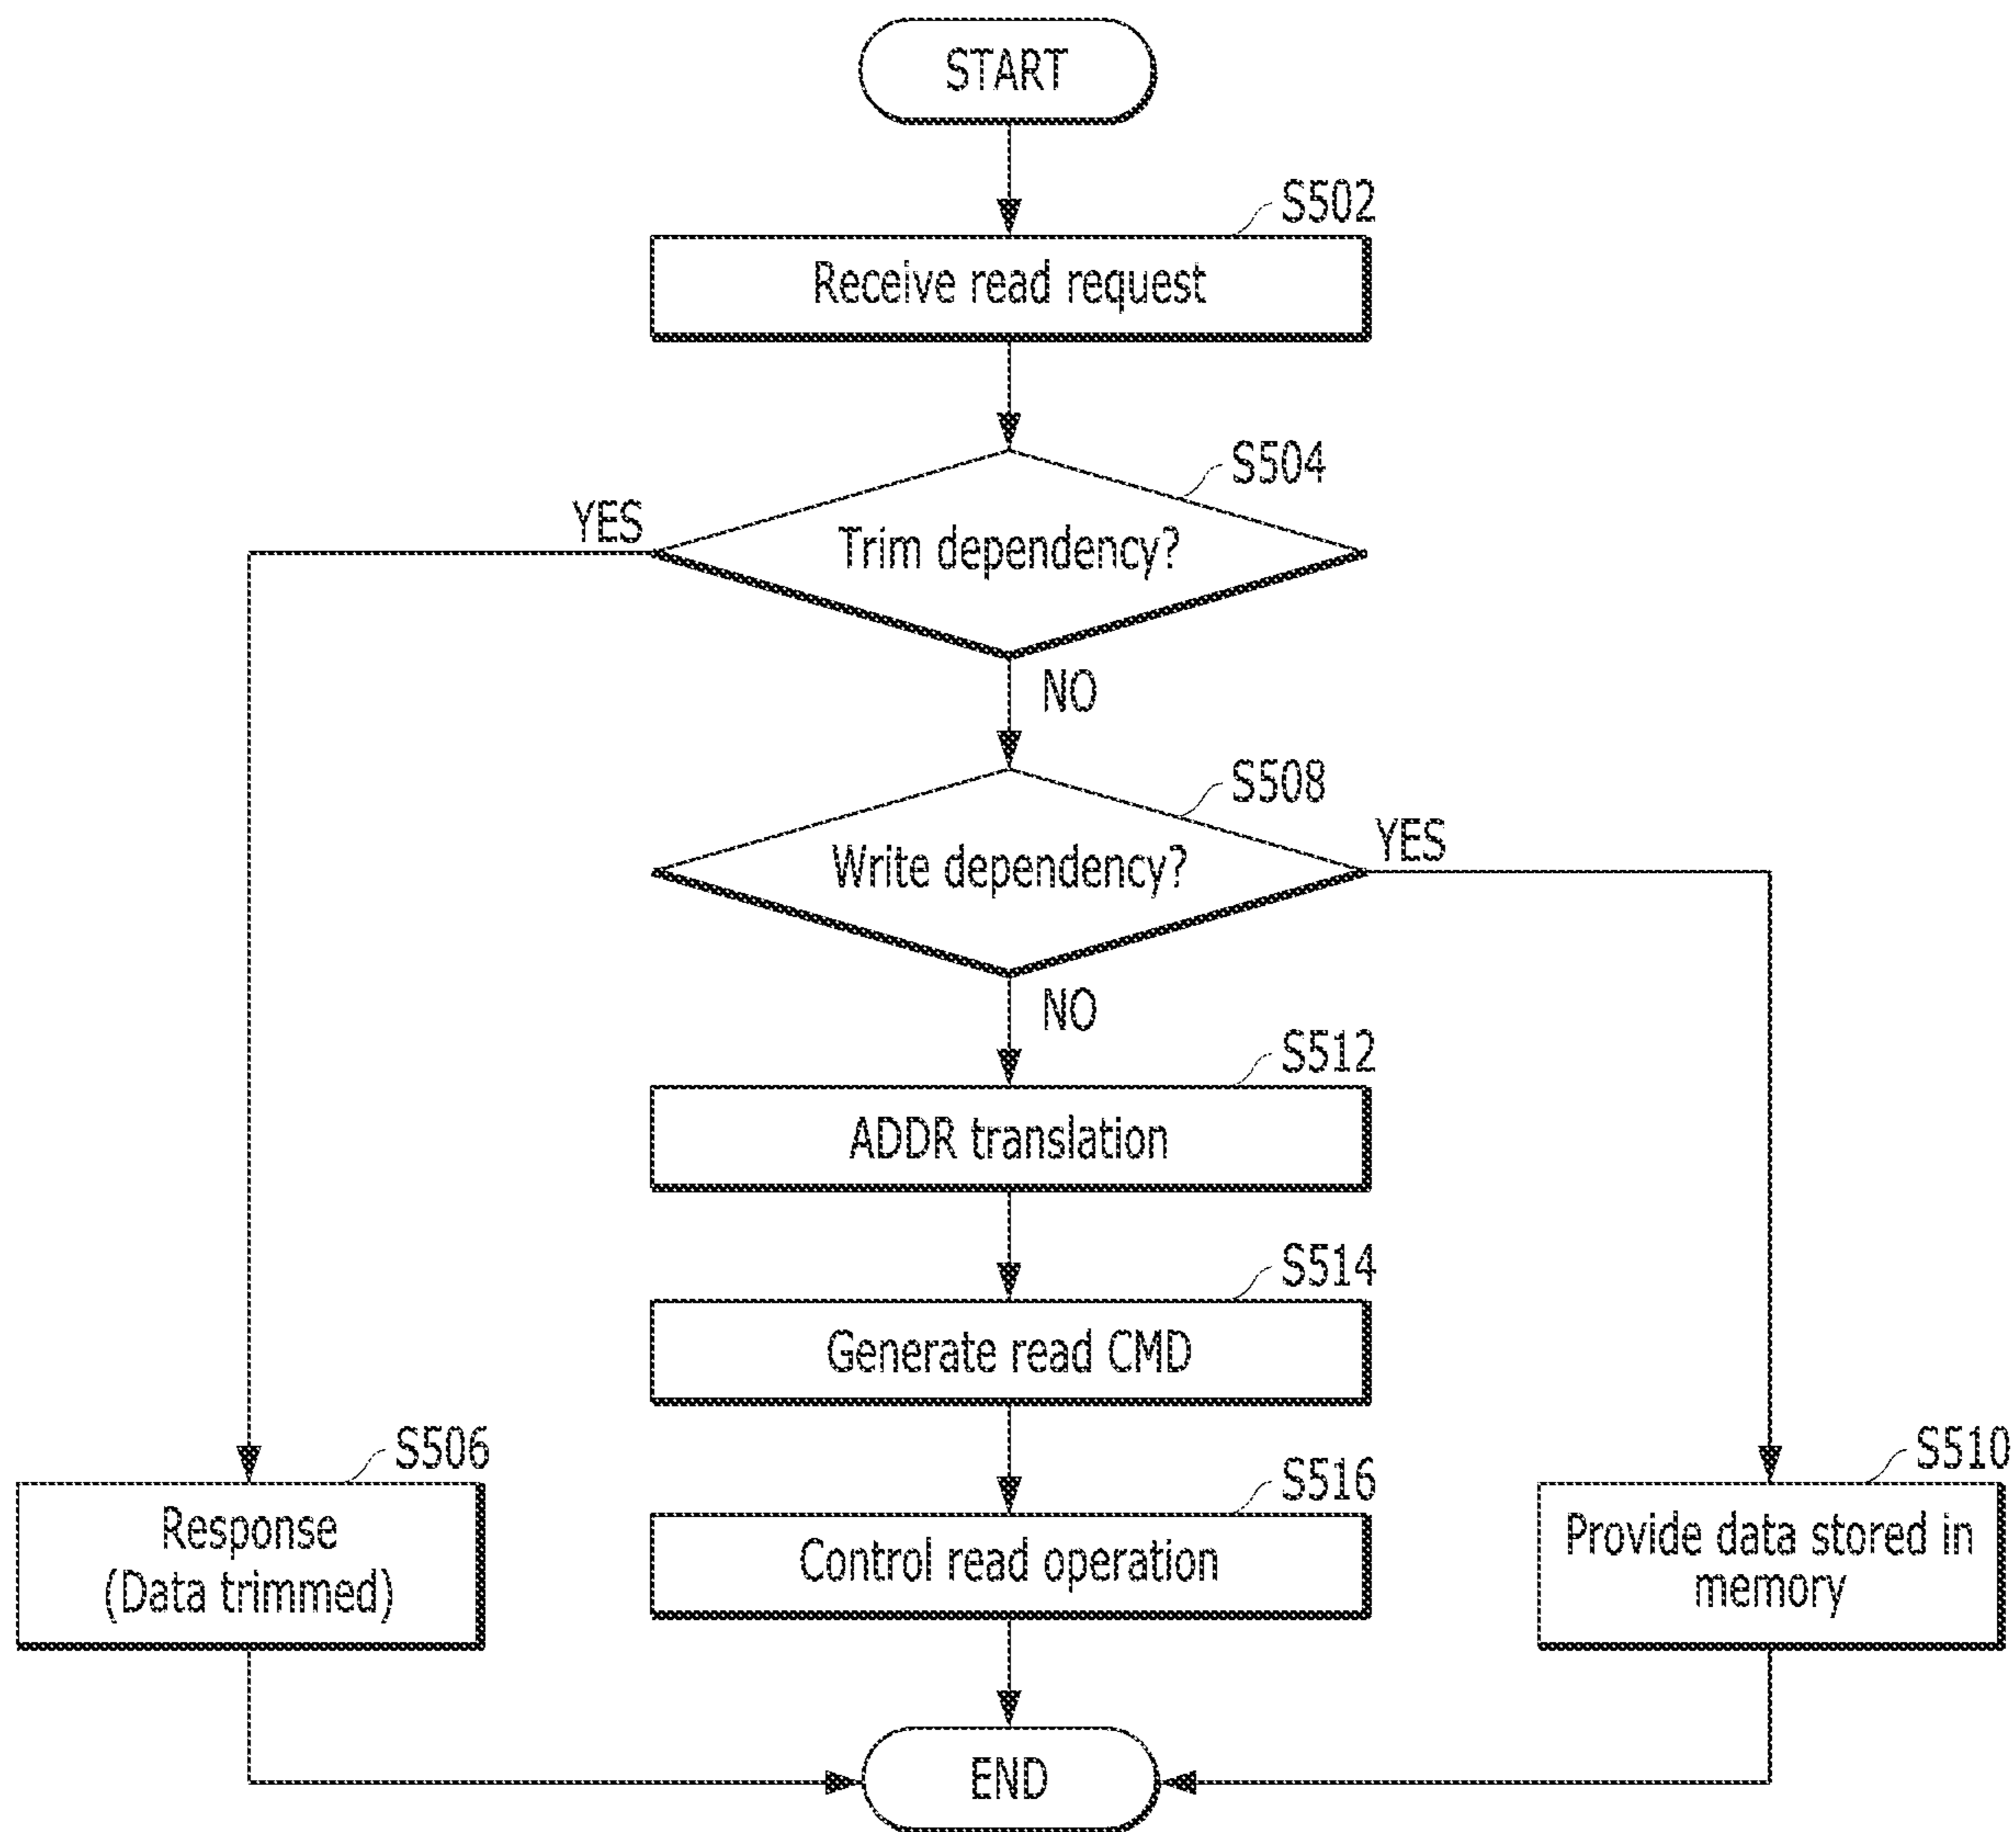 START
S502
Receive read request
S504
YES
Trim dependency?
NO
S508
YES
Write dependency?
NO
S512
ADDR translation
S514
Generate read CMD
S506
Response
(Data trimmed)
S516
Control read operation
S510
Provide data stored in
memory
END